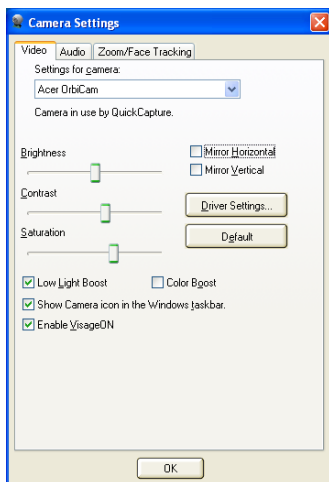 Camera Settings
Video Audio Zoom/Face Tracking
Settings for camera:
Acer OrbiCam
Camera in use by QuickCapture.
Brightness
Mirror Horizontal
Mirror Vertical
Contrast
Driver Settings...
Saturation
Default
Low Light Boost Color Boost
Show Camera icon in the Windows taskbar.
Enable VisageON
OK